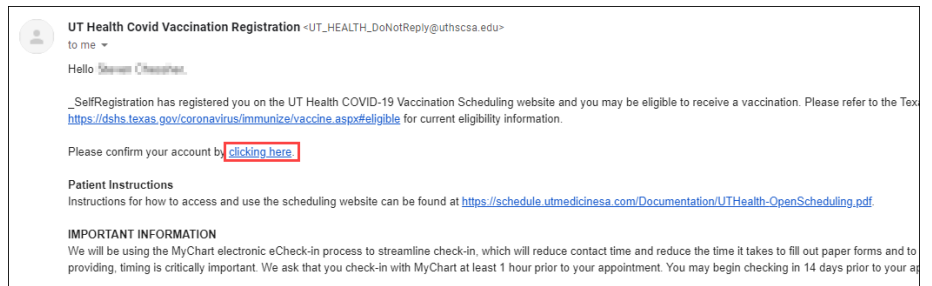 UT Health Covid Vaccination Registration <UT_HEALTH_DoNotReply@uthscsa.edu>
to me
Hello
_SelfRegistration has registered you on the UT Health COVID-19 Vaccination Scheduling website and you may be eligible to receive a vaccination. Please refer to the
https://dshs.texas.gov/coronavirus/immunize/vaccine.aspx#eligible for current eligibility information.
Please confirm your account by clicking here.
Patient Instructions
Instructions for how to access and use the scheduling website can be found at https://schedule.utmedicinesa.com/Documentation/UTHealth-OpenScheduling.pdf.
IMPORTANT INFORMATION
We will be using the MyChart electronic eCheck-in process to streamline check-in, which will reduce contact time and reduce the time it takes to fill out paper forms and to
providing, timing is critically important. We ask that you check-in with MyChart at least 1 hour prior to your appointment. You may begin checking in 14 days prior to your